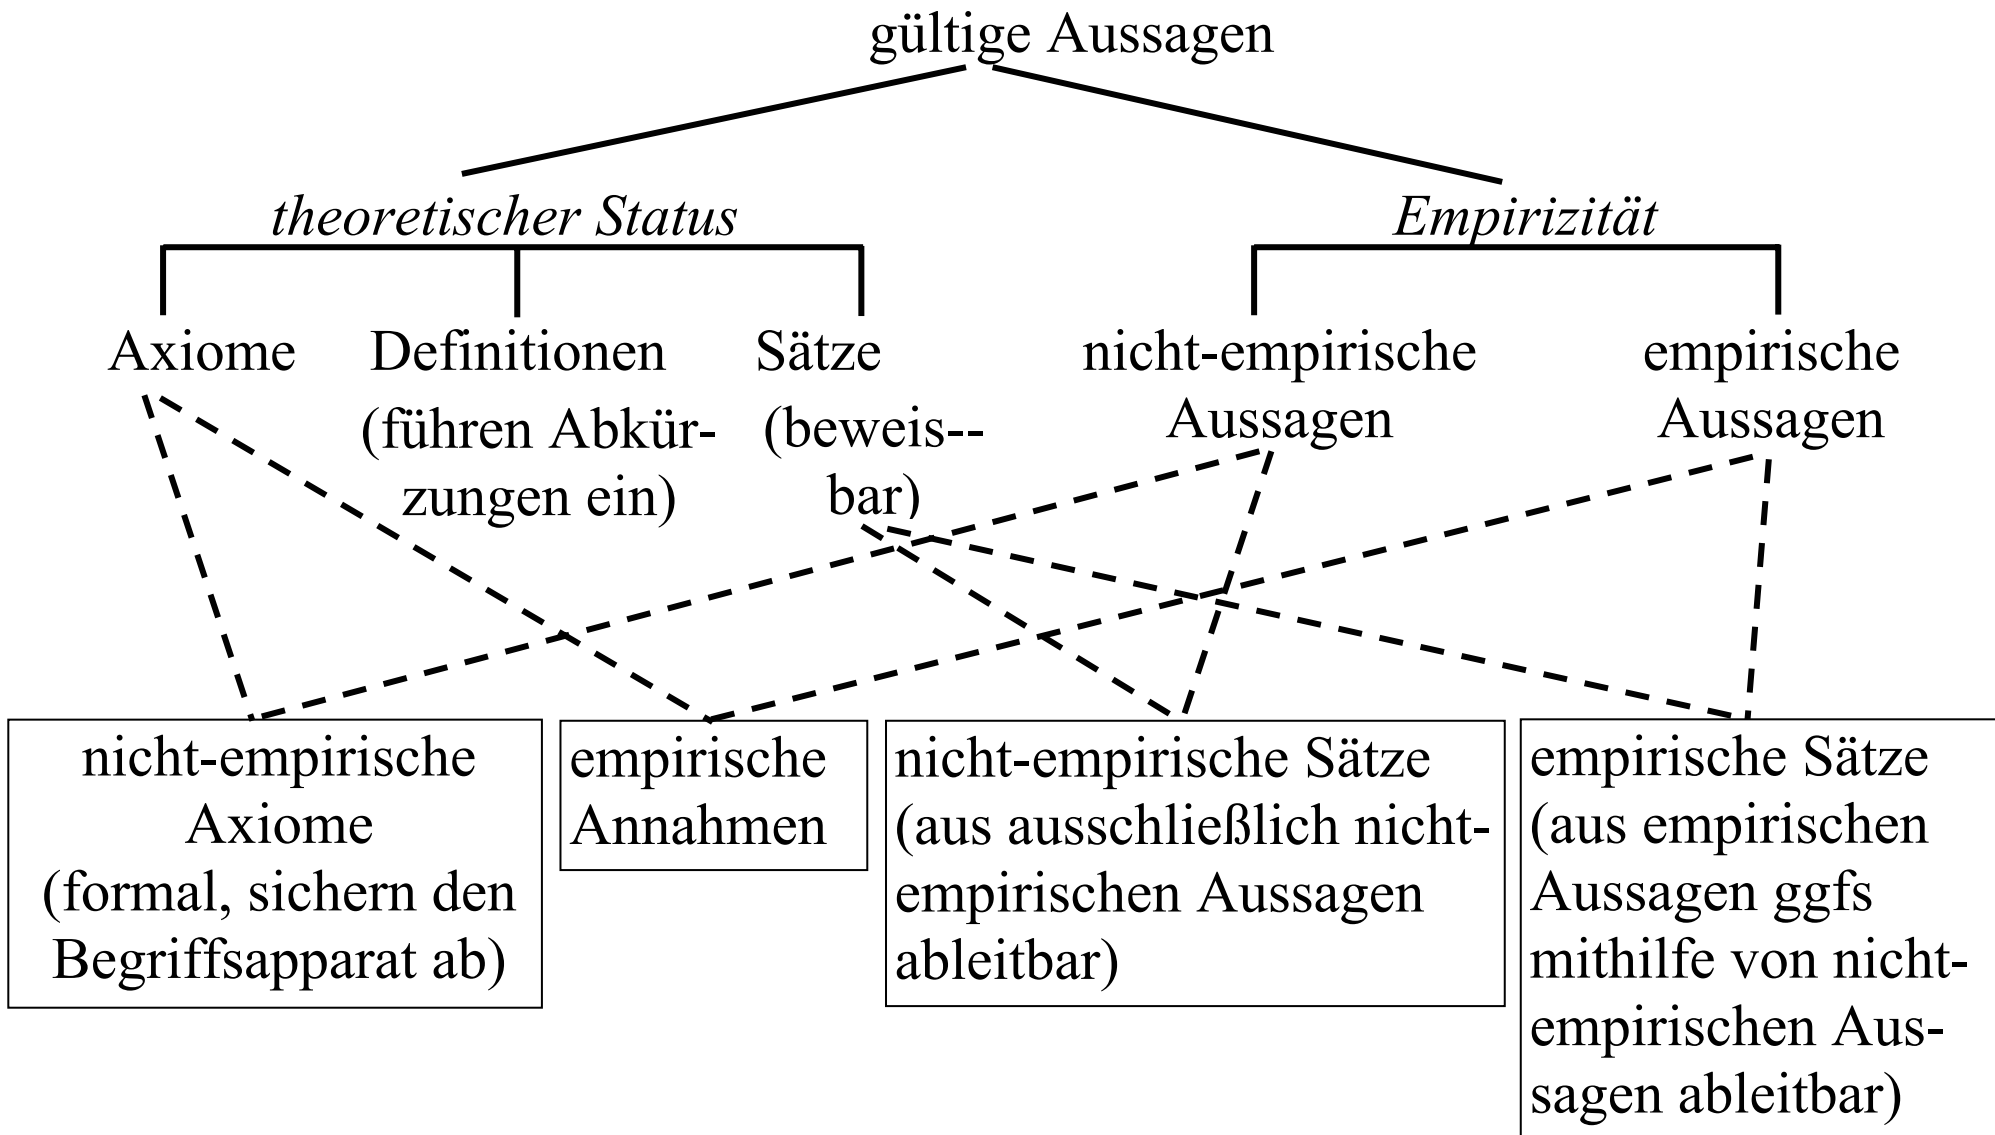 gültige Aussagen
theoretischer Status
Empirizität
Axiome
Definitionen
(führen Abkür-
zungen ein)
Sätze
(beweis--
bar)
nicht-empirische
Aussagen
empirische
Aussagen
nicht-empirische
Axiome
(formal, sichern den
Begriffsapparat ab)
empirische
Annahmen
nicht-empirische Sätze
(aus ausschließlich nicht-
empirischen Aussagen
ableitbar)
empirische Sätze
(aus empirischen
Aussagen ggfs
mithilfe von nicht-
empirischen Aus-
sagen ableitbar)